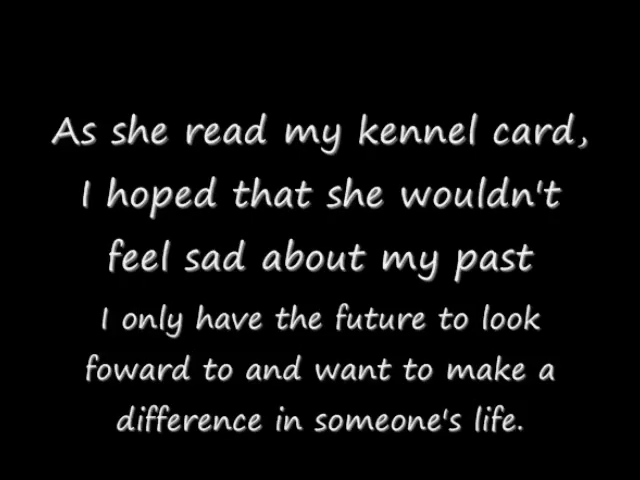 As she read my kennel card,
I hoped that she wouldn't
feel sad about my past
I only have the future to look
foward to and want to make a
difference in someone's life.